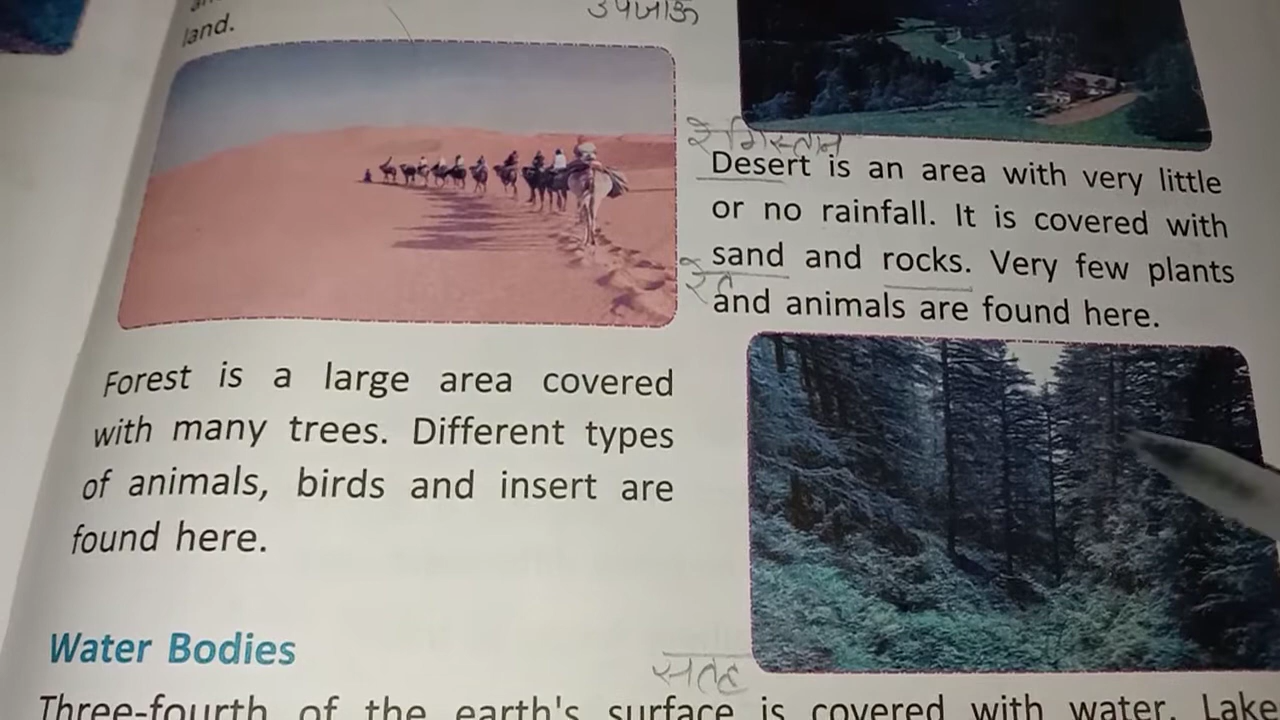 land.
उपजाऊ
रेगिस्तान
Desert is an area with very little
or no rainfall. It is covered with
sand and rocks. Very few plants
रेत
and animals are found here.
Forest is a large area covered
with many trees. Different types
of animals, birds and insert are
found here.
Water Bodies
सतह
Three-fourth of the earth's surface is covered with water. Lake